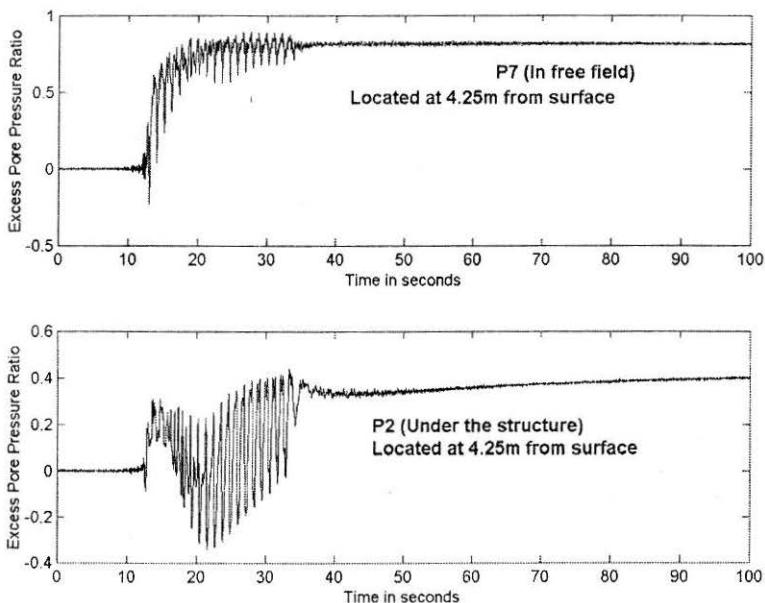 1
0.5
0
-0.5
Excess Pore Pressure Ratio
P7 (In free field)
Located at 4.25m from surface
0 10 20 30 40 50 60 70 80 90 100
Time in seconds
0.6
0.4
0.2
0
-0.2
-0.4
Excess Pore Pressure Ratio
P2 (Under the structure)
Located at 4.25m from surface
0 10 20 30 40 50 60 70 80 90 100
Time in seconds